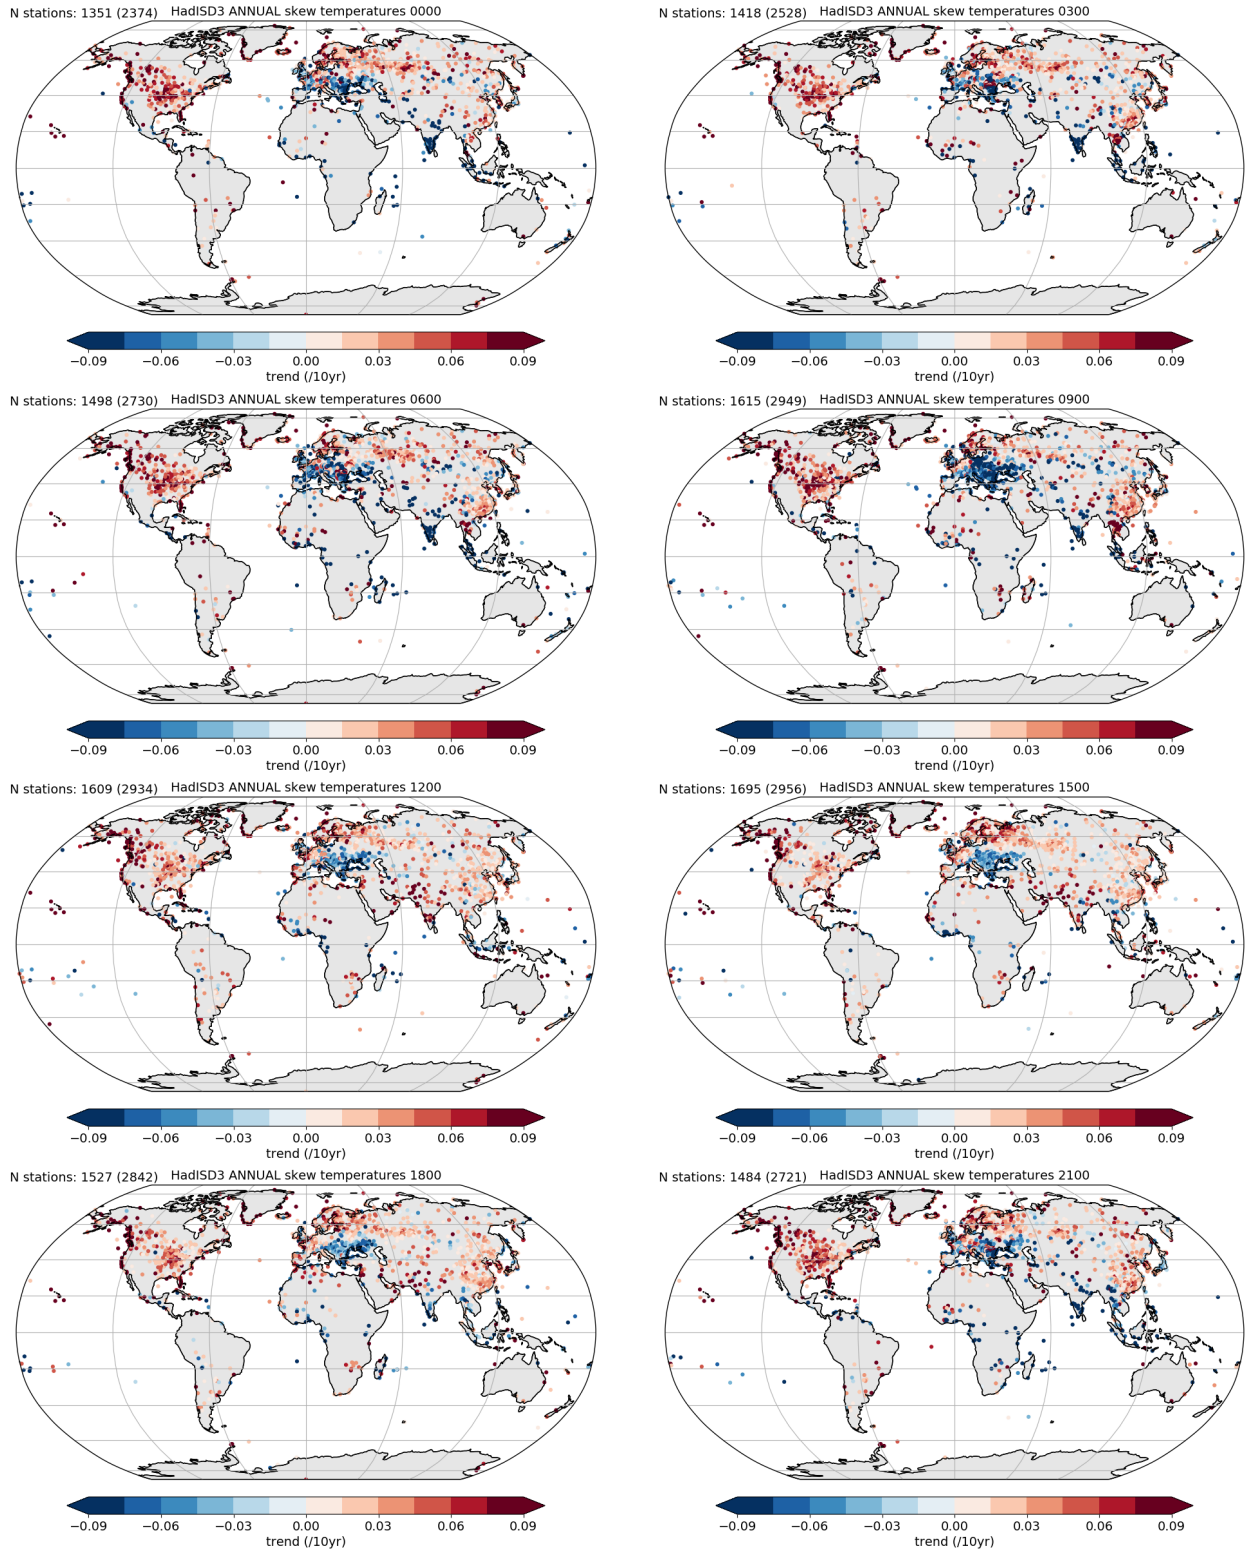 N stations: 1351 (2374) HadISD3 ANNUAL skew temperatures 0000
N stations: 1418 (2528) HadISD3 ANNUAL skew temperatures 0300
−0.09 −0.06 −0.03 0.00 0.03 0.06 0.09
trend (/10yr)
−0.09 −0.06 −0.03 0.00 0.03 0.06 0.09
trend (/10yr)
N stations: 1498 (2730) HadISD3 ANNUAL skew temperatures 0600
N stations: 1615 (2949) HadISD3 ANNUAL skew temperatures 0900
−0.09 −0.06 −0.03 0.00 0.03 0.06 0.09
trend (/10yr)
−0.09 −0.06 −0.03 0.00 0.03 0.06 0.09
trend (/10yr)
N stations: 1609 (2934) HadISD3 ANNUAL skew temperatures 1200
N stations: 1695 (2956) HadISD3 ANNUAL skew temperatures 1500
−0.09 −0.06 −0.03 0.00 0.03 0.06 0.09
trend (/10yr)
−0.09 −0.06 −0.03 0.00 0.03 0.06 0.09
trend (/10yr)
N stations: 1527 (2842) HadISD3 ANNUAL skew temperatures 1800
N stations: 1484 (2721) HadISD3 ANNUAL skew temperatures 2100
−0.09 −0.06 −0.03 0.00 0.03 0.06 0.09
trend (/10yr)
−0.09 −0.06 −0.03 0.00 0.03 0.06 0.09
trend (/10yr)